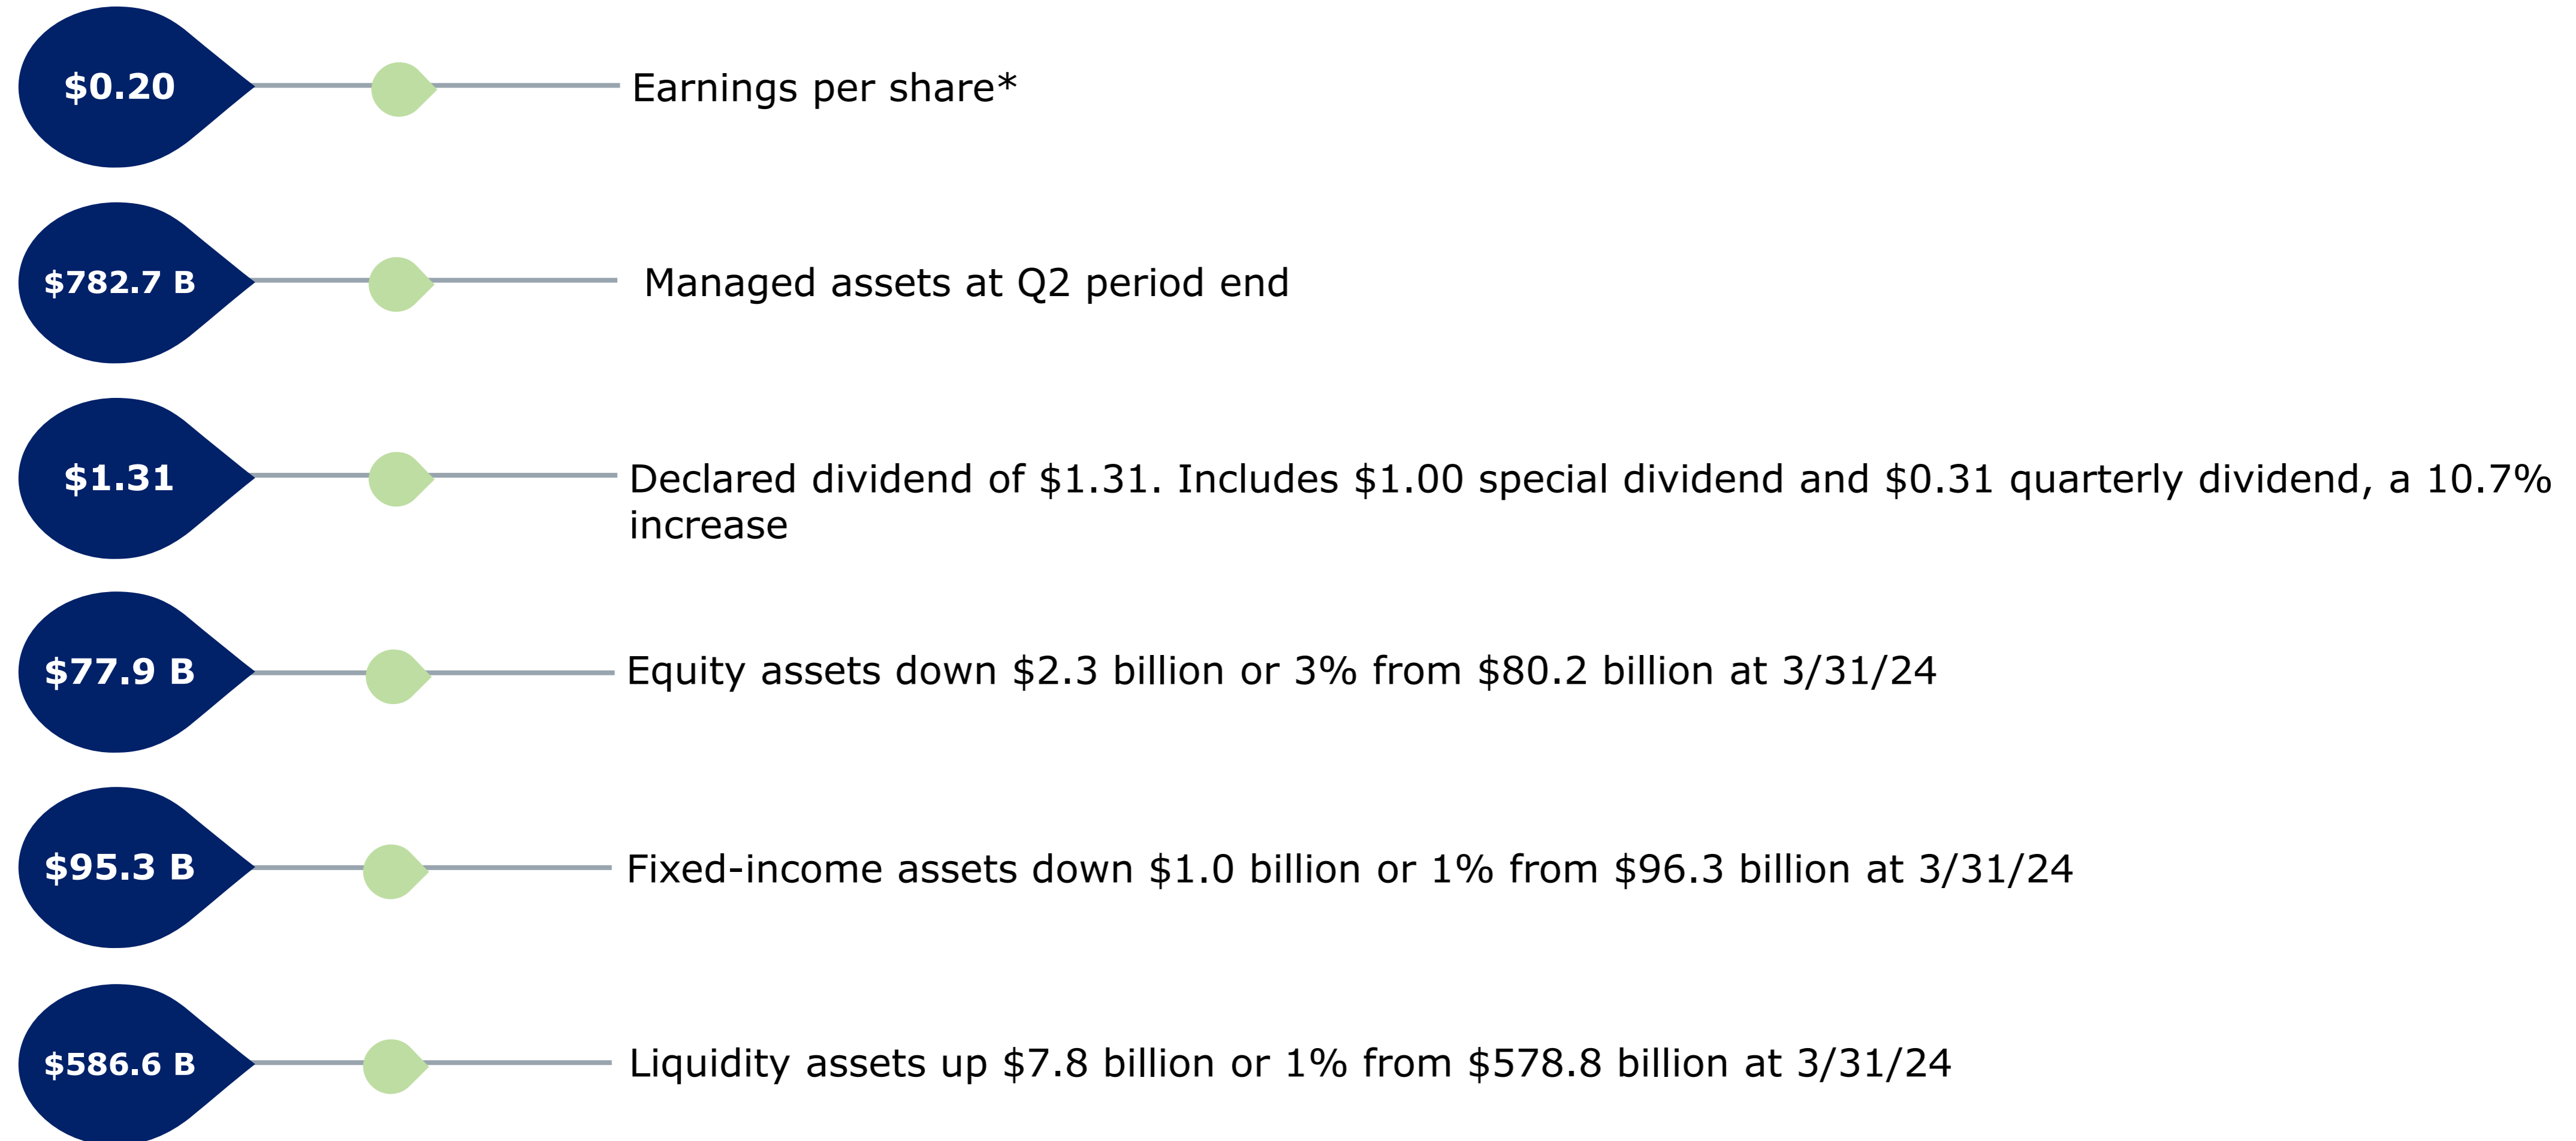 $0.20
Earnings per share*
$782.7 B
Managed assets at Q2 period end
$1.31
Declared dividend of $1.31. Includes $1.00 special dividend and $0.31 quarterly dividend, a 10.7%
increase
$77.9 B
Equity assets down $2.3 billion or 3% from $80.2 billion at 3/31/24
$95.3 B
Fixed-income assets down $1.0 billion or 1% from $96.3 billion at 3/31/24
$586.6 B
Liquidity assets up $7.8 billion or 1% from $578.8 billion at 3/31/24